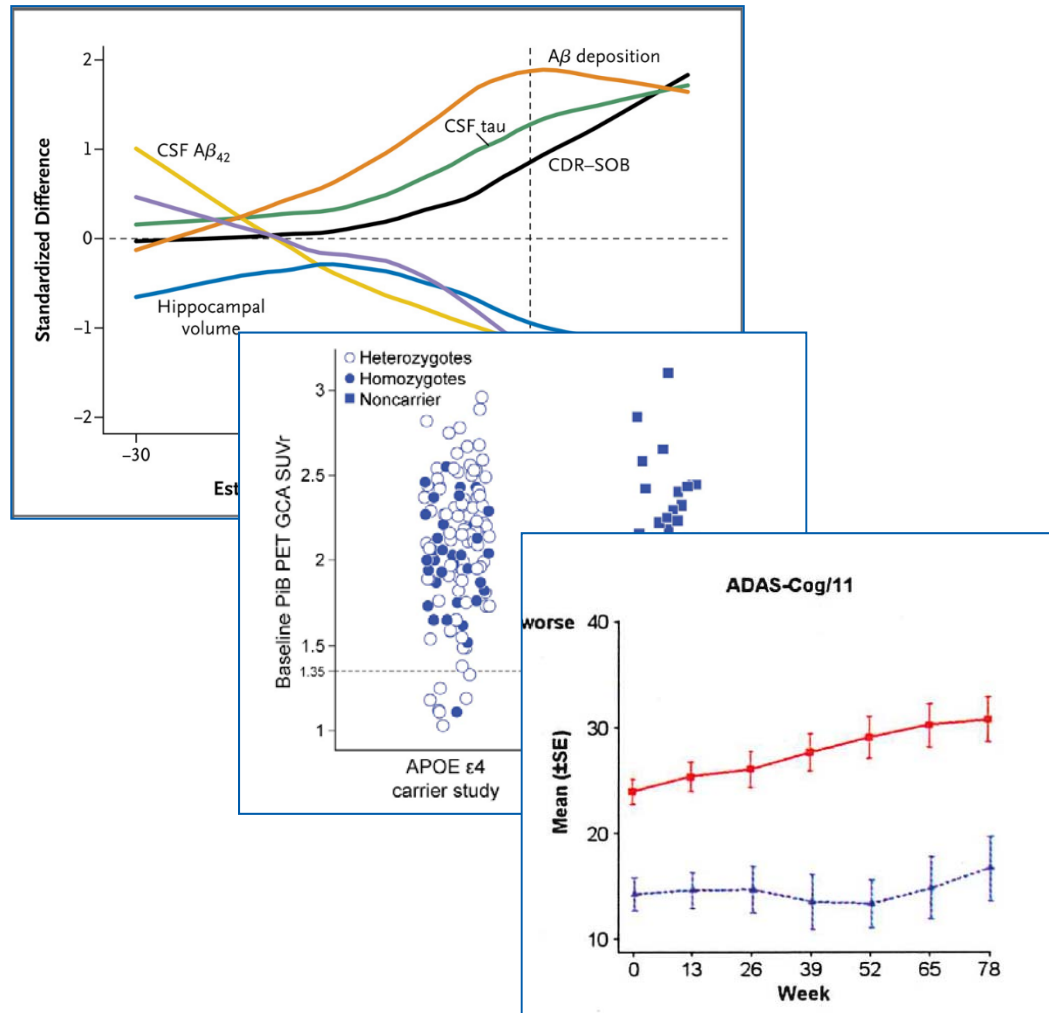 2
1
0
−1
−2
Standardized Difference
Aβ deposition
CSF tau
CSF Aβ42
CDR–SOB
Hippocampal
volume
−30
Est
Heterozygotes
Homozygotes
Noncarrier
3
2.5
2
1.5
1.35
1
Baseline PiB PET GCA SUVr
APOE ε4
carrier study
ADAS-Cog/11
worse
40
30
20
10
Mean (±SE)
0 13 26 39 52 65 78
Week